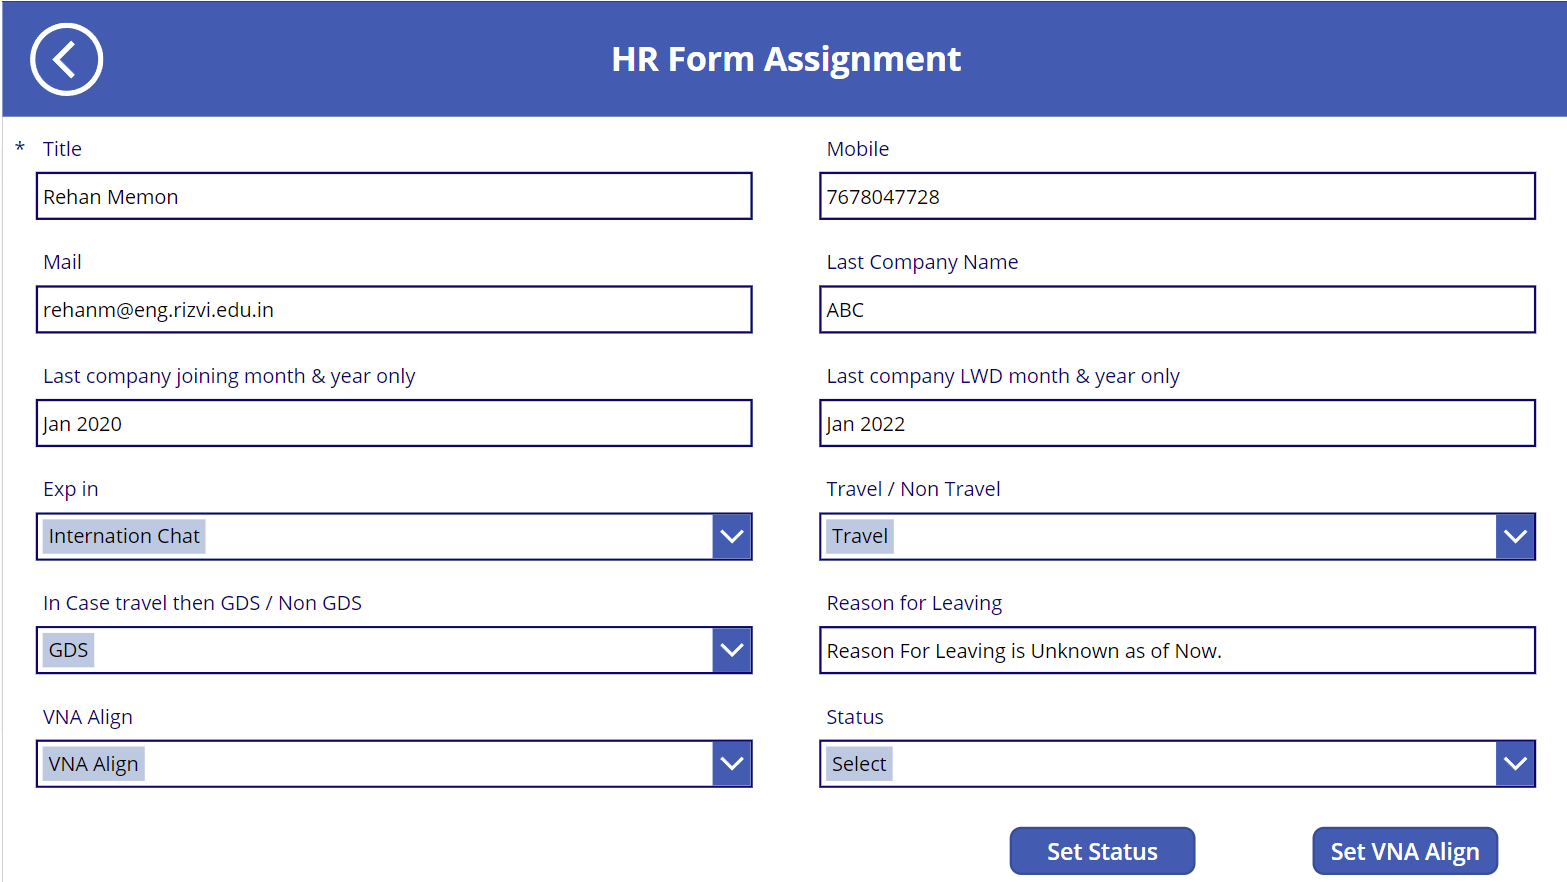 HR Form Assignment
* Title
Mobile
Rehan Memon
7678047728
Mail
Last Company Name
rehanm@eng.rizvi.edu.in
ABC
Last company joining month & year only
Last company LWD month & year only
Jan 2020
Jan 2022
Exp in
Travel / Non Travel
Internation Chat
Travel
In Case travel then GDS / Non GDS
Reason for Leaving
GDS
Reason For Leaving is Unknown as of Now.
VNA Align
Status
VNA Align
Select
Set Status
Set VNA Align